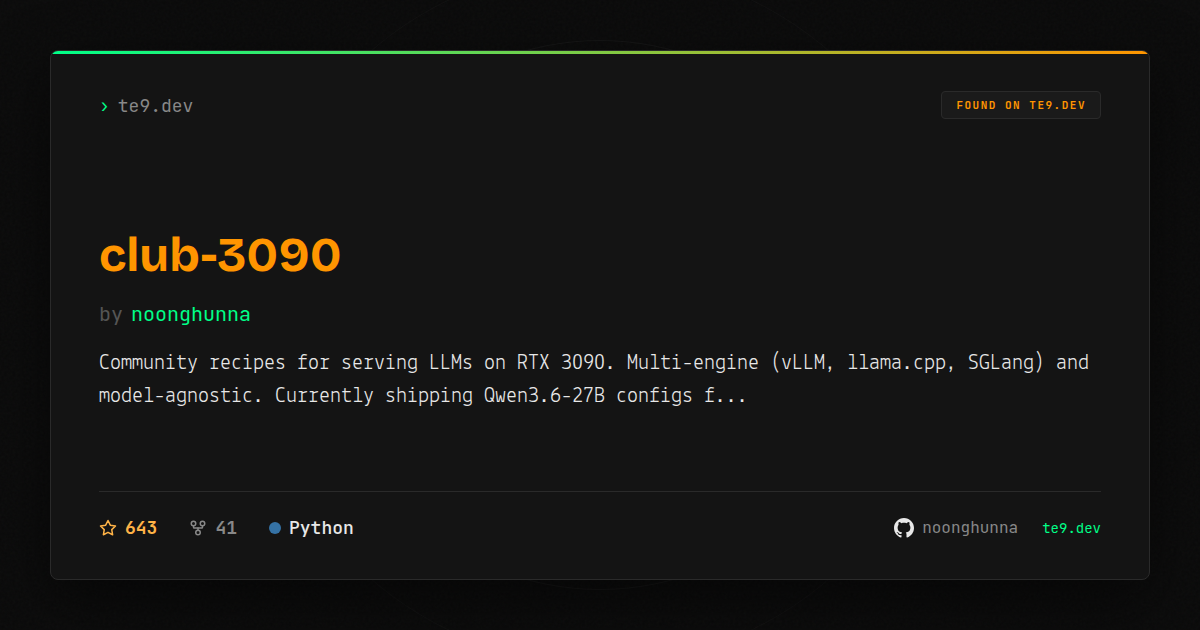 › te9.dev
FOUND ON TE9.DEV
club-3090
by noonghunna
Community recipes for serving LLMs on RTX 3090. Multi-engine (vLLM, llama.cpp, SGLang) and
model-agnostic. Currently shipping Qwen3.6-27B configs f...
643 41 Python
noonghunna te9.dev